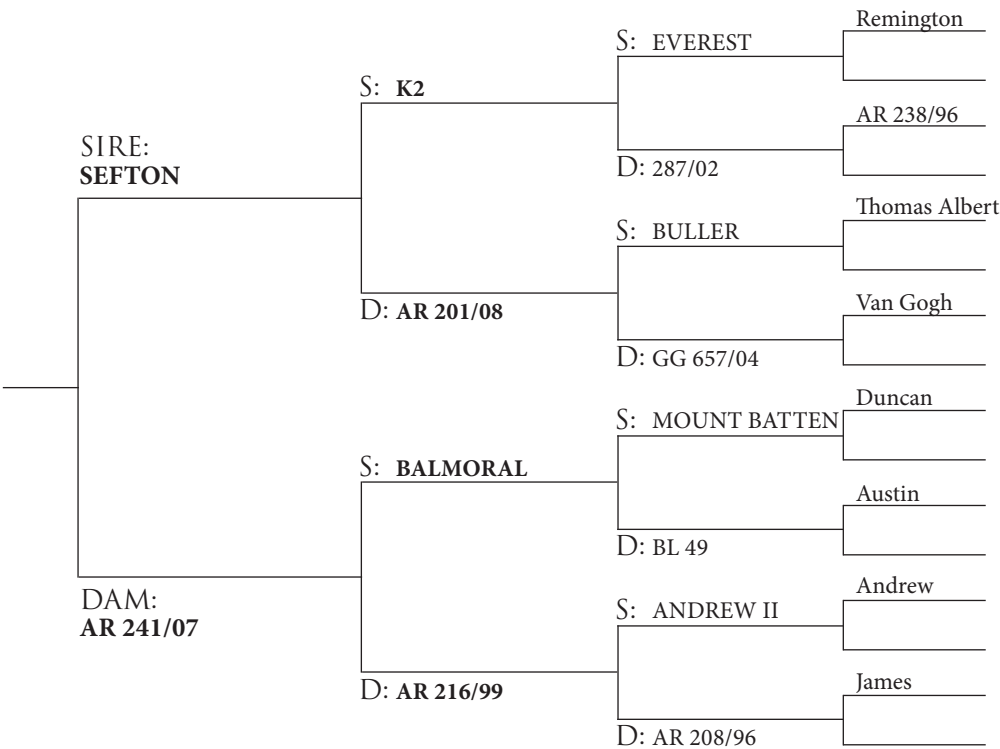 Remington
S: EVEREST
S: K2
AR 238/96
SIRE:
SEFTON
D: 287/02
Thomas Albert
S: BULLER
D: AR 201/08
Van Gogh
D: GG 657/04
Duncan
S: MOUNT BATTEN
S: BALMORAL
Austin
D: BL 49
DAM:
AR 241/07
Andrew
S: ANDREW II
D: AR 216/99
James
D: AR 208/96